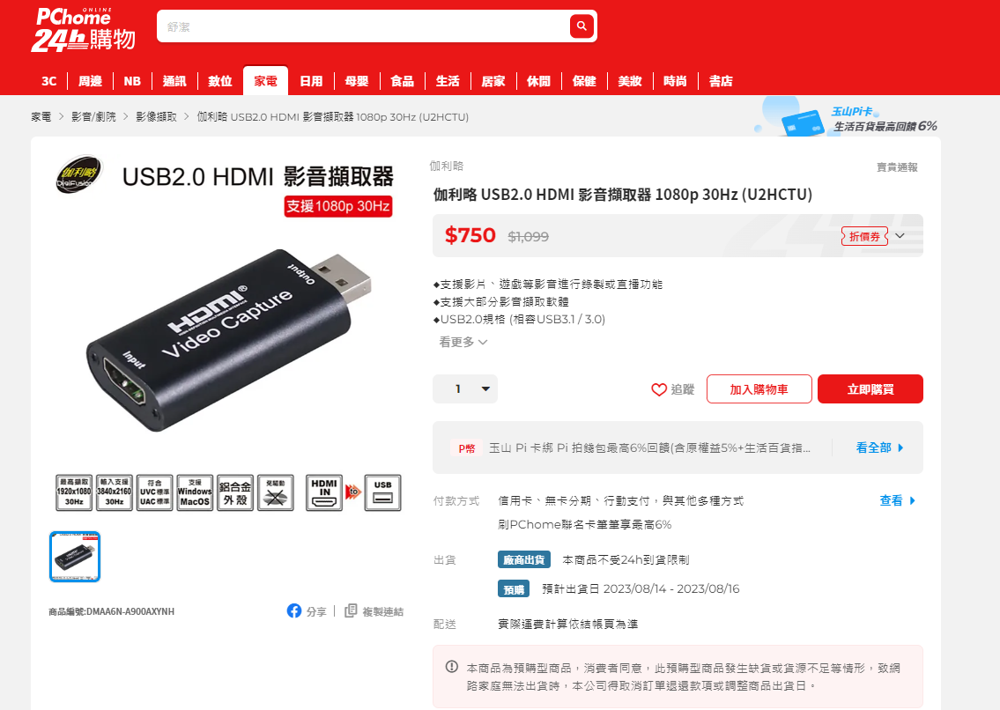 PChome ONLINE
24h購物
舒潔
3C 周邊 NB 通訊 數位 家電 日用 母嬰 食品 生活 居家 休閒 保健 美妝 時尚 書店
家電 > 影音/劇院 > 影像擷取 > 伽利略 USB2.0 HDMI 影音擷取器 1080p 30Hz (U2HCTU)
玉山Pi卡
生活百貨最高回饋 6%
伽利略
DigiFusion
USB2.0 HDMI 影音擷取器
支援1080p 30Hz
Output
HDMI®
HIGH-DEFINITION MULTIMEDIA INTERFACE
Video Capture
Input
最高擷取 1920x1080 30Hz
輸入支援 3840x2160 30Hz
符合 UVC標準 UAC標準
支援 Windows MacOS
鋁合金外殼
免驅動
HDMI IN
to
USB
商品編號:DMAA6N-A900AXYNH
分享
複製連結
伽利略
賣貴通報
伽利略 USB2.0 HDMI 影音擷取器 1080p 30Hz (U2HCTU)
$750 $1,099
折價券
◆支援影片、遊戲等影音進行錄製或直播功能
◆支援大部分影音擷取軟體
◆USB2.0規格 (相容USB3.1 / 3.0)
看更多
1
追蹤
加入購物車
立即購買
P幣 玉山 Pi 卡綁 Pi 拍錢包最高6%回饋(含原權益5%+生活百貨指...
看全部
付款方式 信用卡、無卡分期、行動支付，與其他多種方式
查看
刷PChome聯名卡筆筆享最高6%
出貨 廠商出貨 本商品不受24h到貨限制
預購 預計出貨日 2023/08/14 - 2023/08/16
配送 實際運費計算依結帳頁為準
本商品為預購型商品，消費者同意，此預購型商品發生缺貨或貨源不足等情形，致網
路家庭無法出貨時，本公司得取消訂單退還款項或調整商品出貨日。